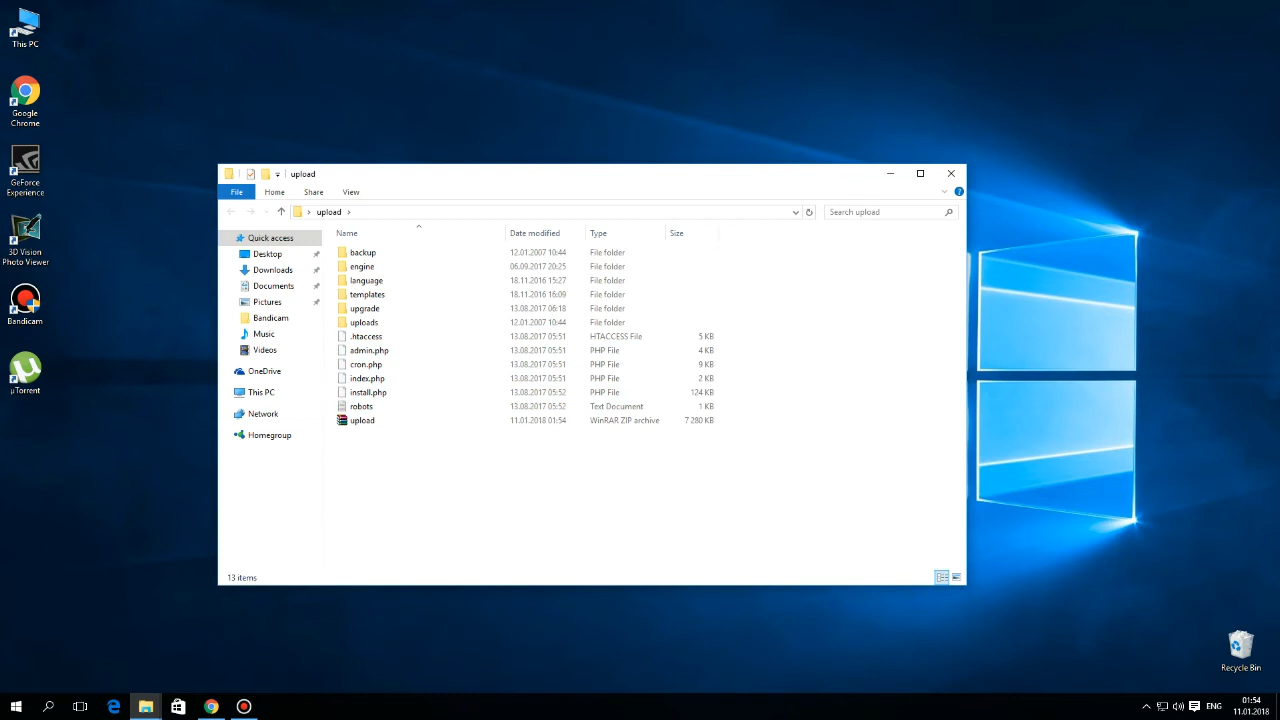 This PC
Google
Chrome
GeForce
Experience
3D Vision
Photo Viewer
Bandicam
µTorrent
upload
File
Home
Share
View
upload
Search upload
Name
Date modified
Type
Size
Quick access
Desktop
Downloads
Documents
Pictures
Bandicam
Music
Videos
OneDrive
This PC
Network
Homegroup
backup 12.01.2007 10:44 File folder
engine 06.09.2017 20:25 File folder
language 18.11.2016 15:27 File folder
templates 18.11.2016 16:09 File folder
upgrade 13.08.2017 06:18 File folder
uploads 12.01.2007 10:44 File folder
.htaccess 13.08.2017 05:51 HTACCESS File 5 KB
admin.php 13.08.2017 05:51 PHP File 4 KB
cron.php 13.08.2017 05:51 PHP File 9 KB
index.php 13.08.2017 05:51 PHP File 2 KB
install.php 13.08.2017 05:52 PHP File 124 KB
robots 13.08.2017 05:52 Text Document 1 KB
upload 11.01.2018 01:54 WinRAR ZIP archive 7 280 KB
13 items
Recycle Bin
ENG
01:54
11.01.2018